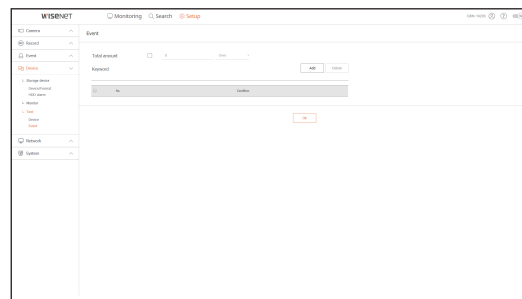 WISENET
Monitoring Search Setup
Camera
Record
Event
Device
Storage device
Device/Format
HDD alarm
Monitor
Text
Device
Event
Network
System
Event
Total amount 0
Keyword Add Delete
No. Condition
OK